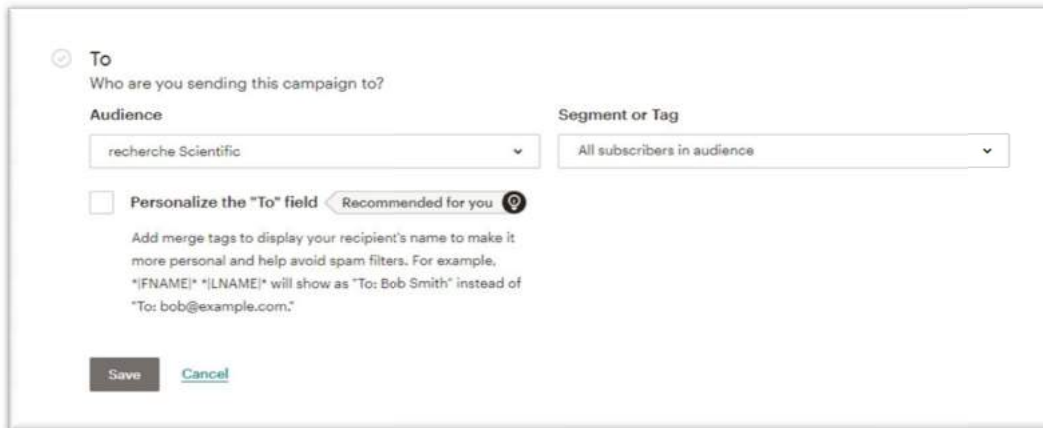 To
Who are you sending this campaign to?
Audience
Segment or Tag
recherche Scientific
All subscribers in audience
Personalize the "To" field
Recommended for you
Add merge tags to display your recipient's name to make it
more personal and help avoid spam filters. For example,
*|FNAME|* *|LNAME|* will show as "To: Bob Smith" instead of
"To: bob@example.com."
Save
Cancel